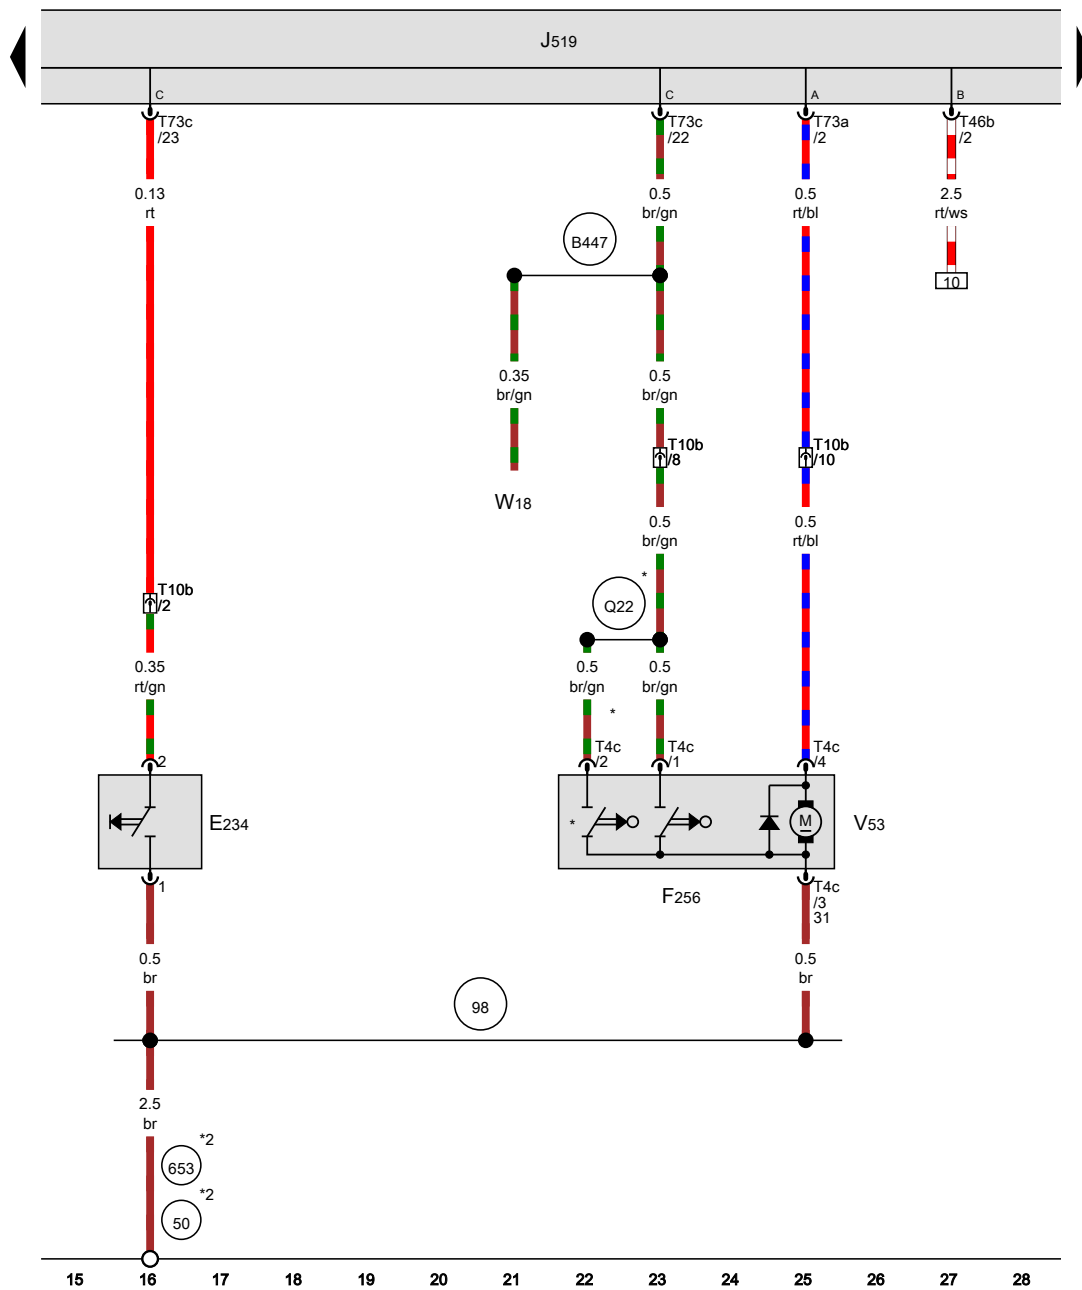 J519
C
C
A
B
T73c
/23
T73c
/22
T73a
/2
T46b
/2
0.13
rt
0.5
br/gn
0.5
rt/bl
2.5
rt/ws
B447
10
0.35
br/gn
0.5
br/gn
T10b
/8
T10b
/10
W18
0.5
br/gn
0.5
rt/bl
*
T10b
/2
Q22
0.35
rt/gn
0.5
br/gn
0.5
br/gn
*
2
T4c
/2
T4c
/1
T4c
/4
E234
*
M
V53
1
F256
T4c
/3
31
0.5
br
0.5
br
98
2.5
br
*2
653
*2
50
15 16 17 18 19 20 21 22 23 24 25 26 27 28